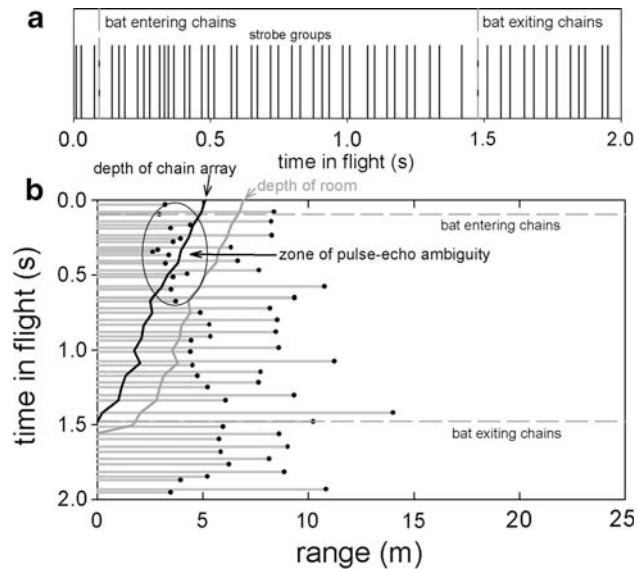 a
bat entering chains
bat exiting chains
strobe groups
0.0 0.5 1.0 1.5 2.0
time in flight (s)
depth of chain array
b
depth of room
0.0
bat entering chains
zone of pulse-echo ambiguity
0.5
time in flight (s)
1.0
1.5
bat exiting chains
2.0
0 5 10 15 20 25
range (m)